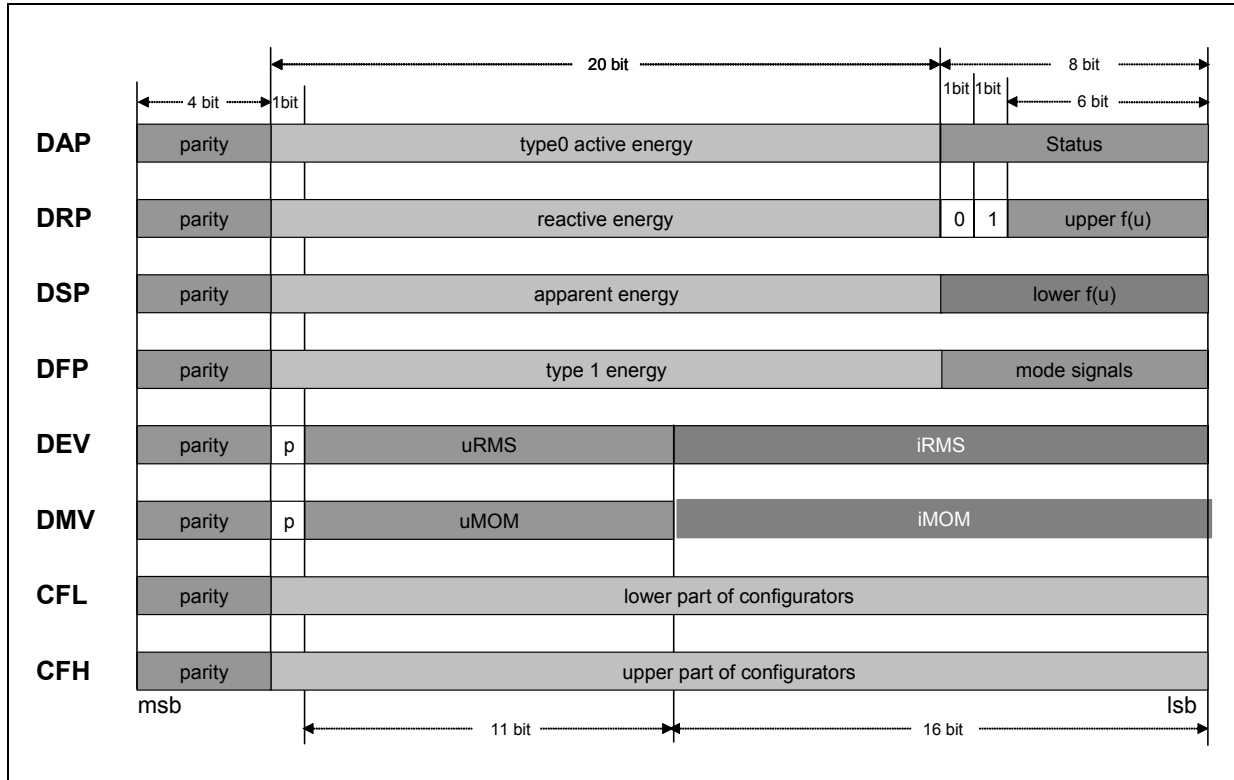 20 bit
8 bit
4 bit
1bit
1bit
1bit
6 bit
DAP
parity
type0 active energy
Status
DRP
parity
reactive energy
0
1
upper f(u)
DSP
parity
apparent energy
lower f(u)
DFP
parity
type 1 energy
mode signals
DEV
parity
p
uRMS
iRMS
DMV
parity
p
uMOM
iMOM
CFL
parity
lower part of configurators
CFH
parity
upper part of configurators
msb
lsb
11 bit
16 bit